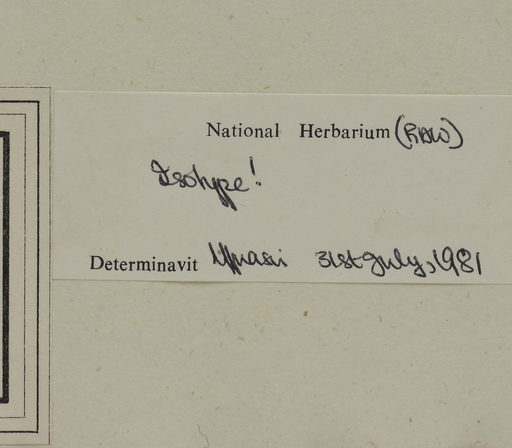 National Herbarium (RAW)
Isotype!
Determinavit 31st July, 1981